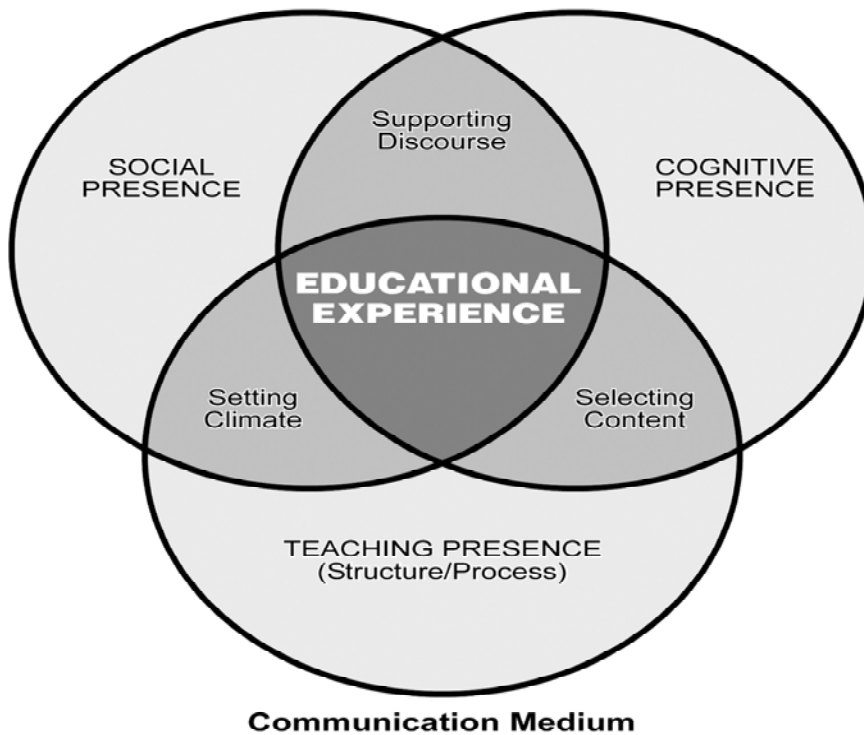 Supporting
Discourse
SOCIAL
PRESENCE
COGNITIVE
PRESENCE
EDUCATIONAL
EXPERIENCE
Setting
Climate
Selecting
Content
TEACHING PRESENCE
(Structure/Process)
Communication Medium